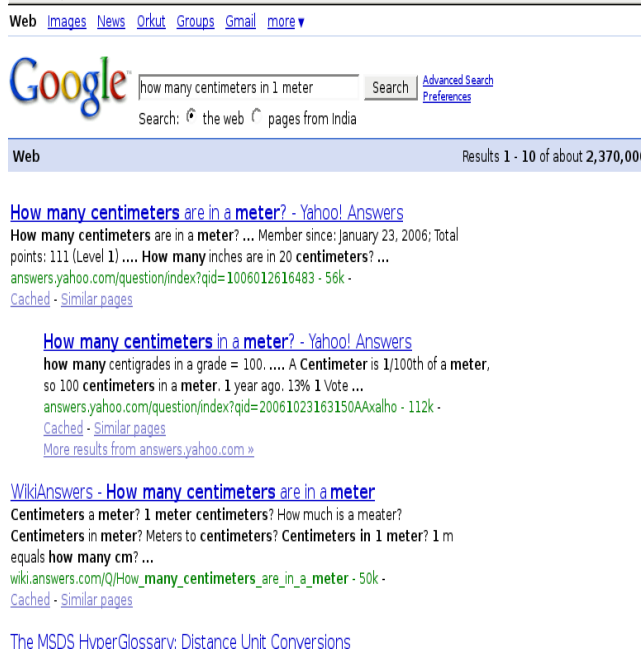 Web Images News Orkut Groups Gmail more ▼
Google™
how many centimeters in 1 meter Search Advanced Search
Preferences
Search: the web pages from India
Web Results 1 - 10 of about 2,370,000
How many centimeters are in a meter? - Yahoo! Answers
How many centimeters are in a meter? ... Member since: January 23, 2006; Total
points: 111 (Level 1) .... How many inches are in 20 centimeters? ...
answers.yahoo.com/question/index?qid=1006012616483 - 56k -
Cached - Similar pages
How many centimeters in a meter? - Yahoo! Answers
how many centigrades in a grade = 100. .... A Centimeter is 1/100th of a meter,
so 100 centimeters in a meter. 1 year ago. 13% 1 Vote ...
answers.yahoo.com/question/index?qid=20061023163150AAxalho - 112k -
Cached - Similar pages
More results from answers.yahoo.com »
WikiAnswers - How many centimeters are in a meter
Centimeters a meter? 1 meter centimeters? How much is a meater?
Centimeters in meter? Meters to centimeters? Centimeters in 1 meter? 1 m
equals how many cm? ...
wiki.answers.com/Q/How_many_centimeters_are_in_a_meter - 50k -
Cached - Similar pages
The MSDS HyperGlossary: Distance Unit Conversions